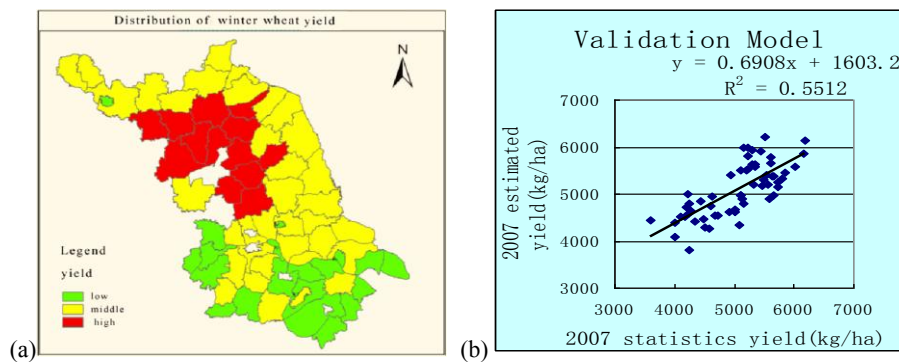 Distribution of winter wheat yield
N
Legend
yield
low
middle
high
(a)
Validation Model
y = 0.6908x + 1603.2
R² = 0.5512
7000
6000
5000
4000
3000
2007 estimated
yield(kg/ha)
3000 4000 5000 6000 7000
2007 statistics yield(kg/ha)
(b)